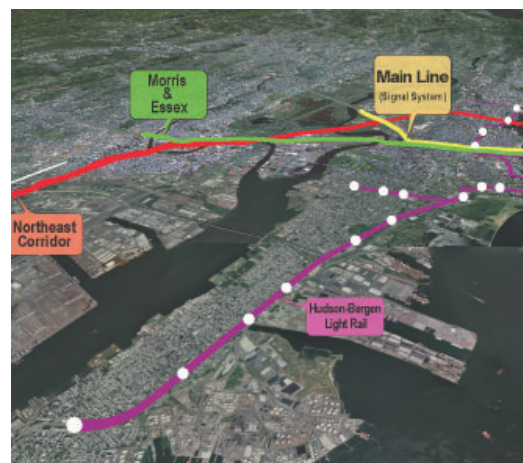 Morris
&
Essex
Main Line
(Signal System)
Northeast
Corridor
Hudson-Bergen
Light Rail